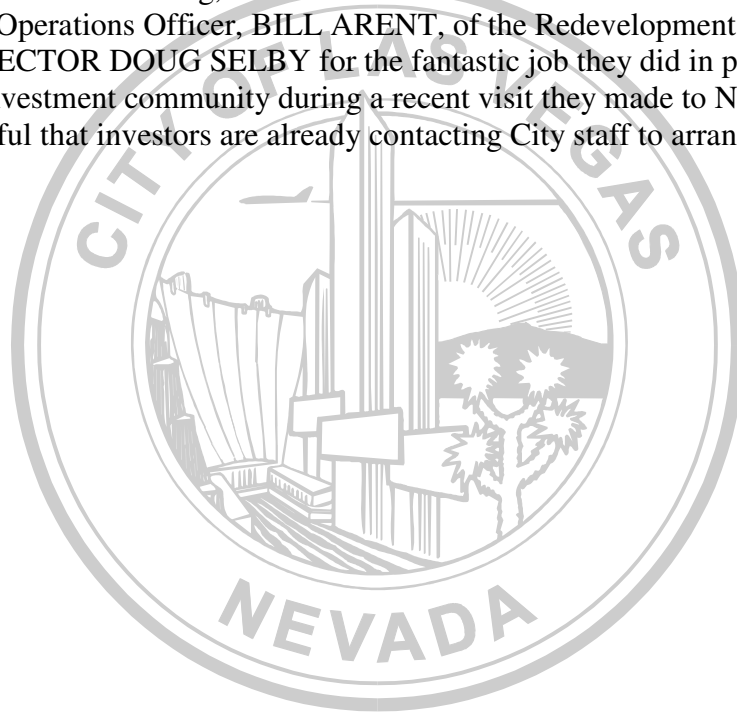 Operations Officer, BILL ARENT, of the Redevelopment
ECTOR DOUG SELBY for the fantastic job they did in p
nvestment community during a recent visit they made to N
ful that investors are already contacting City staff to arran
CITY OF LAS VEGAS
NEVADA